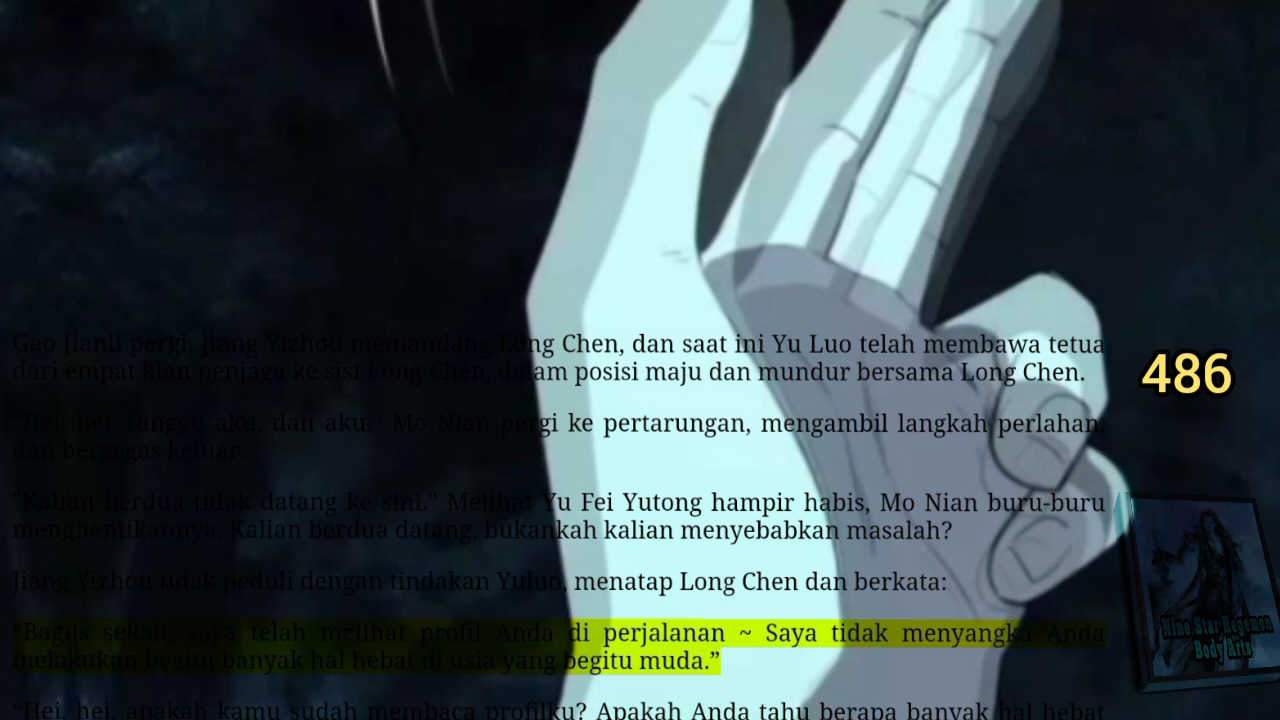 Gao Jianli pergi, Jiang Yizhou memandang Long Chen, dan saat ini Yu Luo telah membawa tetua
dari empat klan penjaga ke sisi Long Chen, dalam posisi maju dan mundur bersama Long Chen.
"Hei, hei, tunggu aku, dan aku." Mo Nian pergi ke pertarungan, mengambil langkah perlahan,
dan bergegas keluar.
"Kalian berdua tidak datang ke sini." Melihat Yu Fei Yutong hampir habis, Mo Nian buru-buru
menghentikannya. Kalian berdua datang, bukankah kalian menyebabkan masalah?
Jiang Yizhou tidak peduli dengan tindakan Yuluo, menatap Long Chen dan berkata:
“Bagus sekali, saya telah melihat profil Anda di perjalanan ~ Saya tidak menyangka Anda
melakukan begitu banyak hal hebat di usia yang begitu muda.”
“Hei, hei, apakah kamu sudah membaca profilku? Apakah Anda tahu berapa banyak hal hebat
486
Nine Star Hegemon
Body Arts